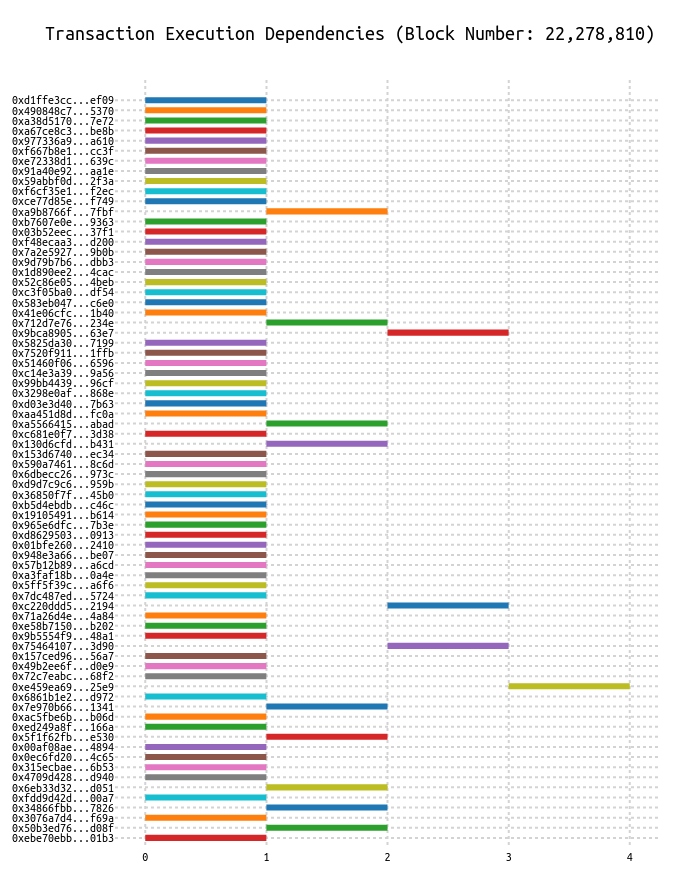 Transaction Execution Dependencies (Block Number: 22,278,810)
0xd1ffe3cc...ef09
0x490848c7...5370
0xa38d5170...7e72
0xa67ce8c3...be8b
0x977336a9...a610
0xf667b8e1...cc3f
0xe72338d1...639c
0x91a40e92...aa1e
0x59abbf0d...2f3a
0xf6cf35e1...f2ec
0xce77d85e...f749
0xa9b8766f...7fbf
0xb7607e0e...9363
0x03b52eec...37f1
0xf48ecaa3...d200
0x7a2e5927...9b0b
0x9d79b7b6...dbb3
0x1d890ee2...4cac
0x52c86e05...4beb
0xc3f05ba0...df54
0x583eb047...c6e0
0x41e06cfc...1b40
0x712d7e76...234e
0x9bca8905...63e7
0x5825da30...7199
0x7520f911...1ffb
0x51460f06...6596
0xc14e3a39...9a56
0x99bb4439...96cf
0x3298e0af...868e
0xd03e3d40...7b63
0xaa451d8d...fc0a
0xa5566415...abad
0xc681e0f7...3d38
0x130d6cfd...b431
0x153d6740...ec34
0x590a7461...8c6d
0x6dbecc26...973c
0xd9d7c9c6...959b
0x36850f7f...45b0
0xb5d4ebdb...c46c
0x19105491...b614
0x965e6dfc...7b3e
0xd8629503...0913
0x01bfe260...2410
0x948e3a66...be07
0x57b12b89...a6cd
0xa3faf18b...0a4e
0x5ff5f39c...a6f6
0x7dc487ed...5724
0xc220ddd5...2194
0x71a26d4e...4a84
0xe58b7150...b202
0x9b5554f9...48a1
0x75464107...3d90
0x157ced96...56a7
0x49b2ee6f...d0e9
0x72c7eabc...68f2
0xe459ea69...25e9
0x6861b1e2...d972
0x7e970b66...1341
0xac5fbe6b...b06d
0xed249a8f...166a
0x5f1f62fb...e530
0x00af08ae...4894
0x0ec6fd20...4c65
0x315ecbae...6b53
0x4709d428...d940
0x6eb33d32...d051
0xfdd9d42d...00a7
0x34866fbb...7826
0x3076a7d4...f69a
0x50b3ed76...d08f
0xebe70ebb...01b3
0 1 2 3 4